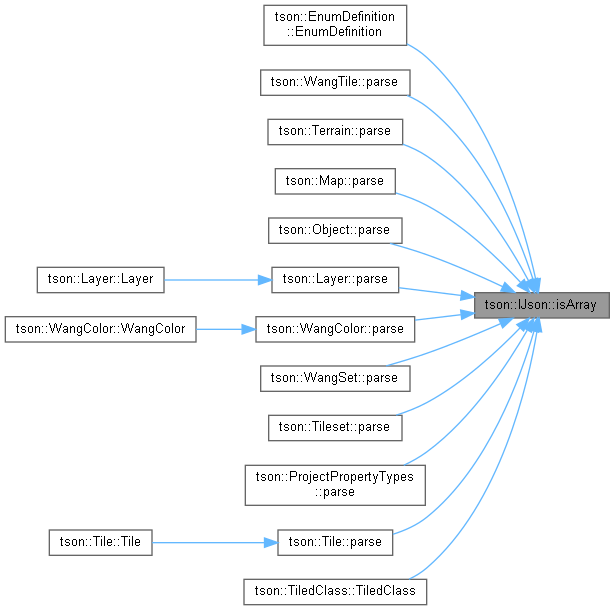 tson::EnumDefinition
::EnumDefinition
tson::WangTile::parse
tson::Terrain::parse
tson::Map::parse
tson::Object::parse
tson::Layer::Layer
tson::Layer::parse
tson::IJson::isArray
tson::WangColor::WangColor
tson::WangColor::parse
tson::WangSet::parse
tson::Tileset::parse
tson::ProjectPropertyTypes
::parse
tson::Tile::Tile
tson::Tile::parse
tson::TiledClass::TiledClass